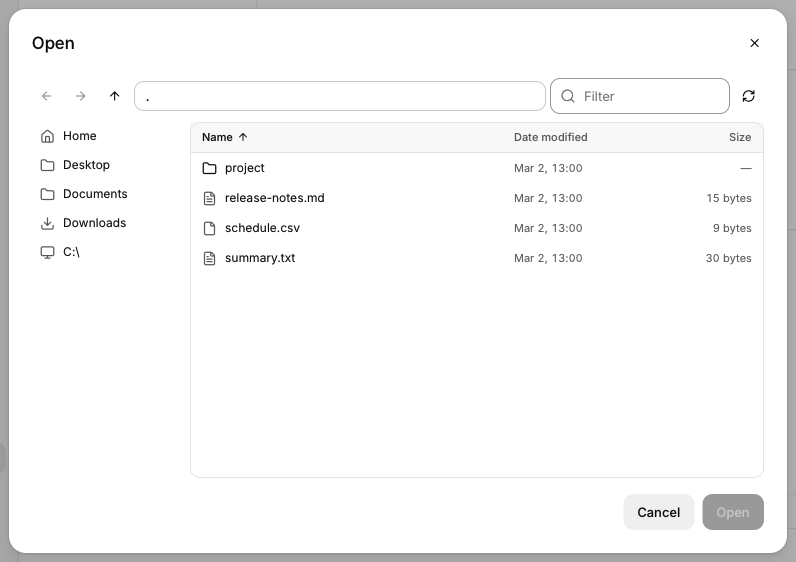 Open
.
Filter
Home
Desktop
Documents
Downloads
C:\
Name Date modified Size
project Mar 2, 13:00 —
release-notes.md Mar 2, 13:00 15 bytes
schedule.csv Mar 2, 13:00 9 bytes
summary.txt Mar 2, 13:00 30 bytes
Cancel Open